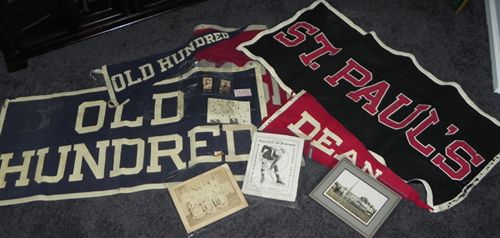 OLD HUNDRED
ST. PAUL'S
OLD
HUNDRED
DEAN